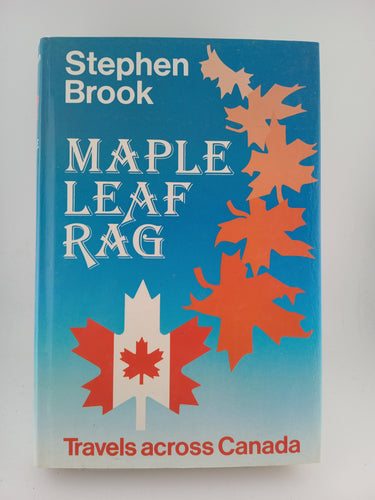 Stephen
Brook
MAPLE
LEAF
RAG
Travels across Canada